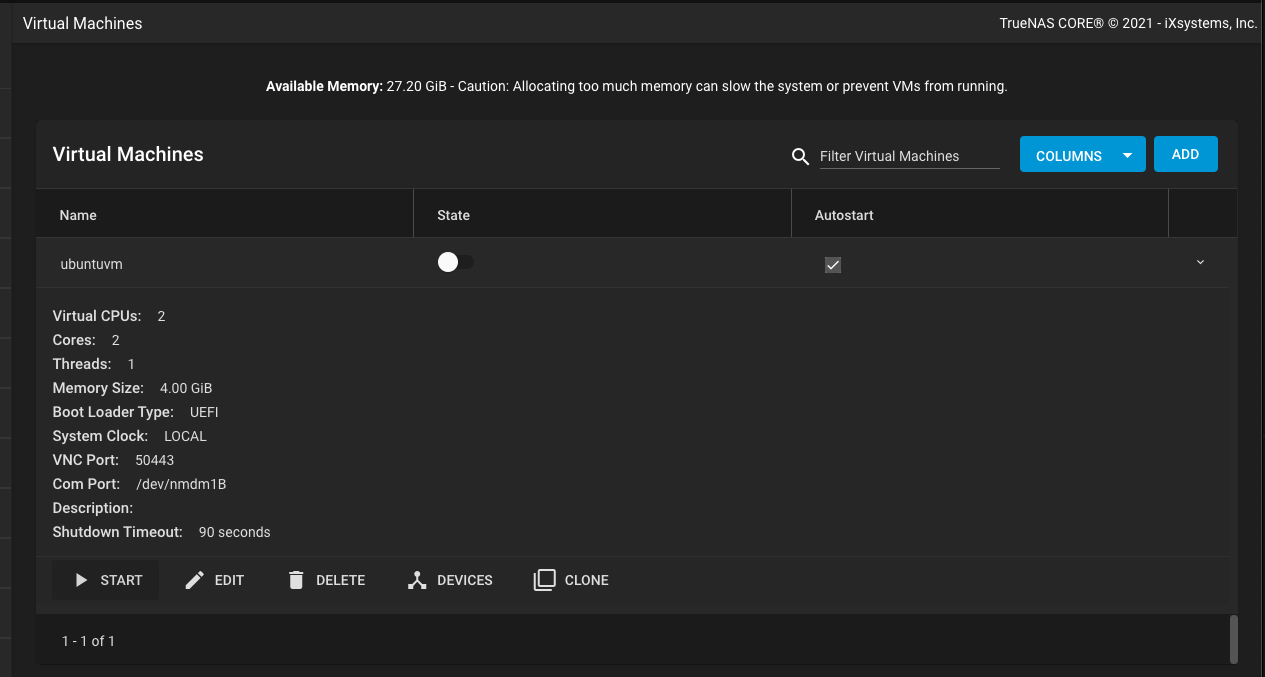 Virtual Machines TrueNAS CORE® © 2021 - iXsystems, Inc.
Available Memory: 27.20 GiB - Caution: Allocating too much memory can slow the system or prevent VMs from running.
Virtual Machines Filter Virtual Machines COLUMNS ADD
Name State Autostart
ubuntuvm
Virtual CPUs: 2
Cores: 2
Threads: 1
Memory Size: 4.00 GiB
Boot Loader Type: UEFI
System Clock: LOCAL
VNC Port: 50443
Com Port: /dev/nmdm1B
Description:
Shutdown Timeout: 90 seconds
START EDIT DELETE DEVICES CLONE
1 - 1 of 1